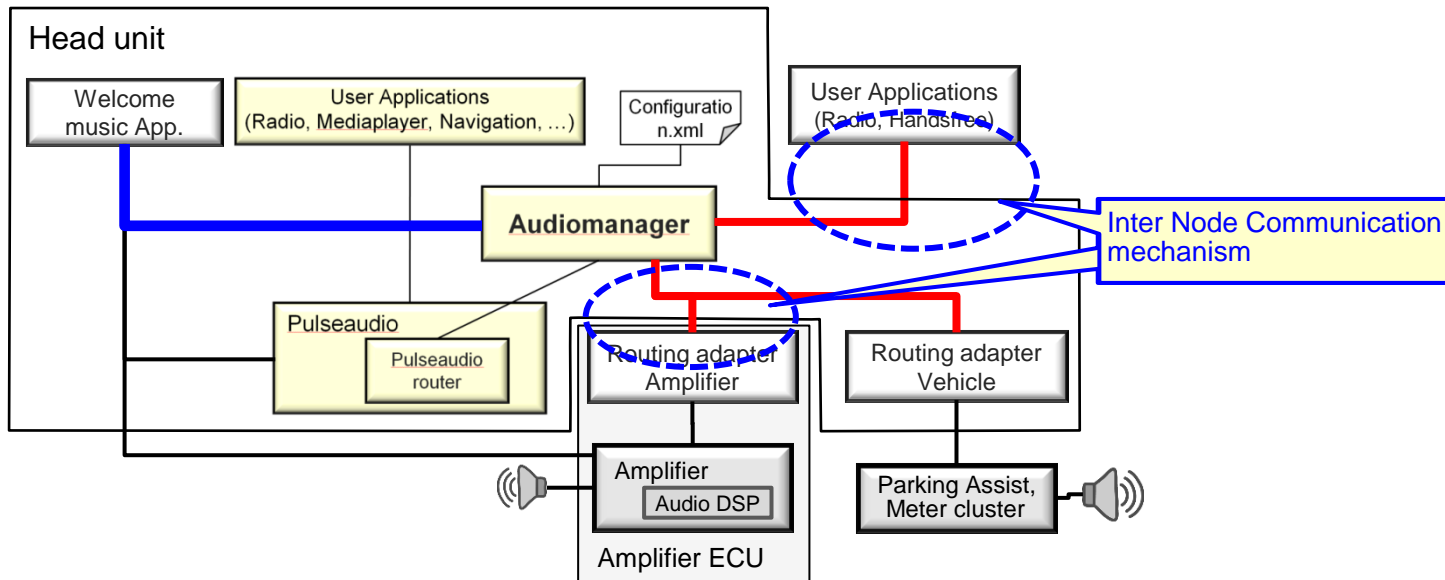 Head unit
Welcome
music App.
User Applications
(Radio, Mediaplayer, Navigation, …)
Configuratio
n.xml
User Applications
(Radio, Handsfree)
Audiomanager
Inter Node Communication
mechanism
Pulseaudio
Pulseaudio
router
Routing adapter
Amplifier
Routing adapter
Vehicle
Amplifier
Audio DSP
Parking Assist,
Meter cluster
Amplifier ECU